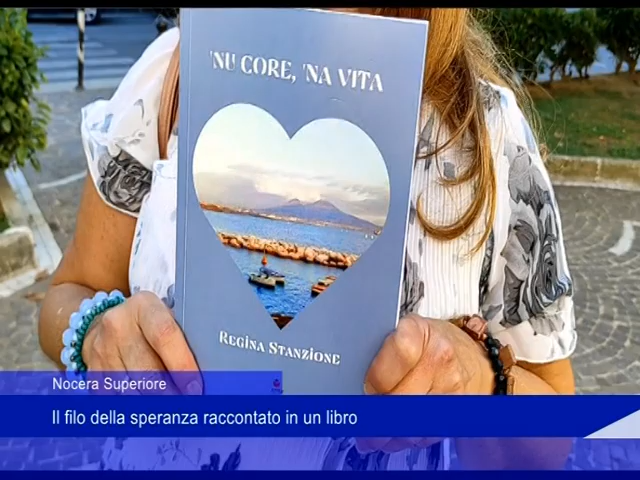 'NU CORE, 'NA VITA
REGINA STANZIONE
Nocera Superiore
Il filo della speranza raccontato in un libro